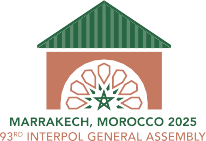 MARRAKECH, MOROCCO 2025
93RD INTERPOL GENERAL ASSEMBLY